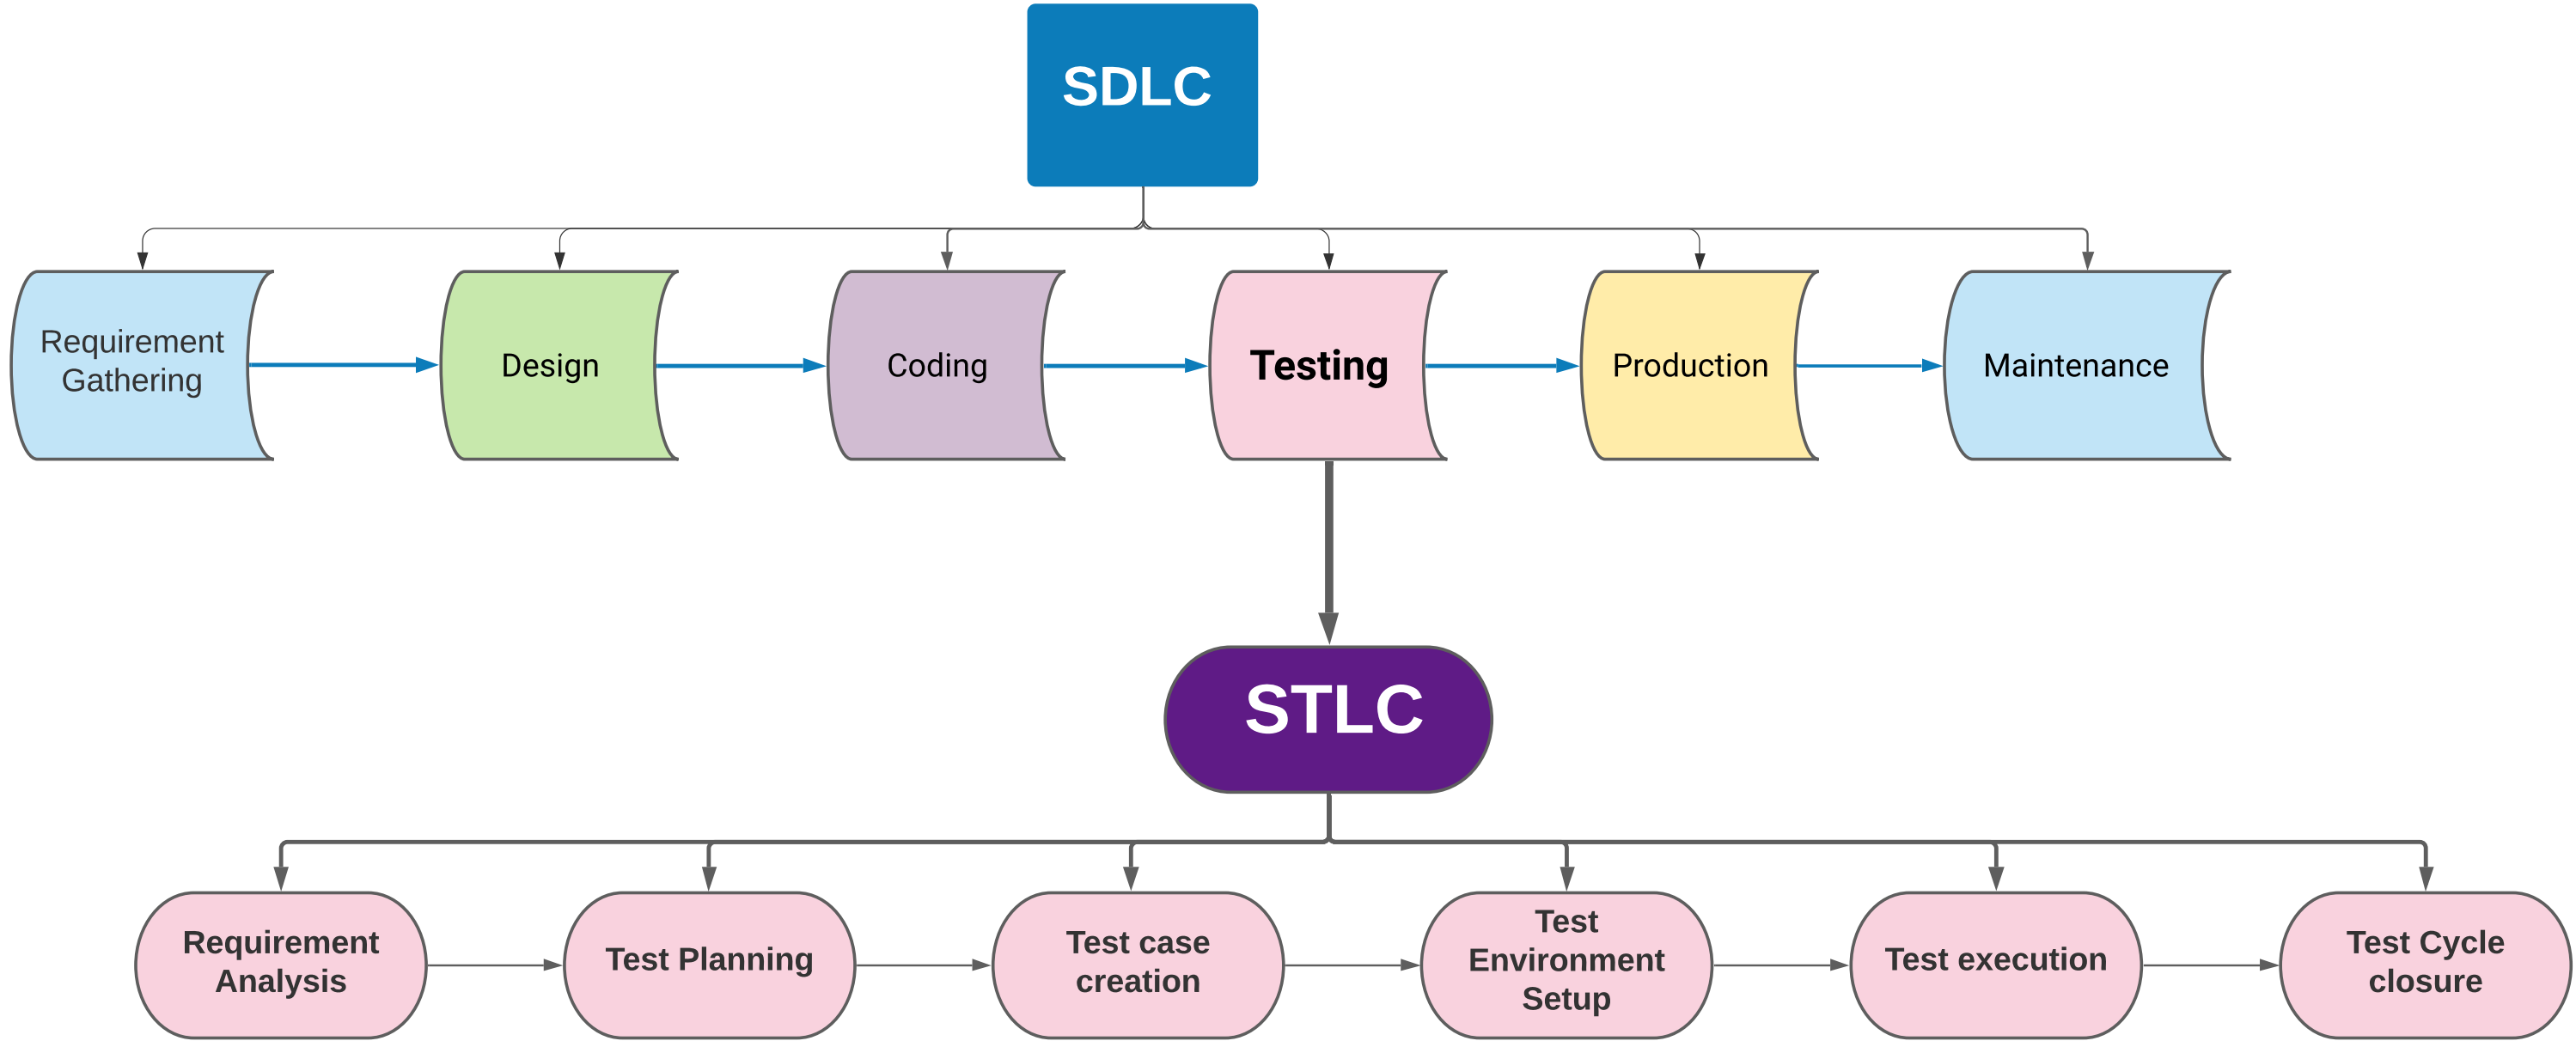 SDLC
Requirement
Gathering
Design
Coding
Testing
Production
Maintenance
STLC
Requirement
Analysis
Test Planning
Test case
creation
Test
Environment
Setup
Test execution
Test Cycle
closure